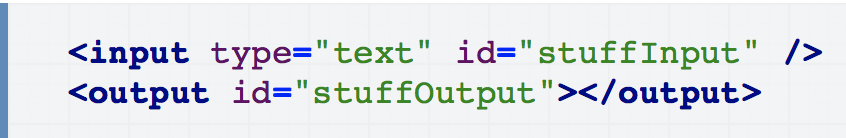 <input type="text" id="stuffInput" />
<output id="stuffOutput"></output>